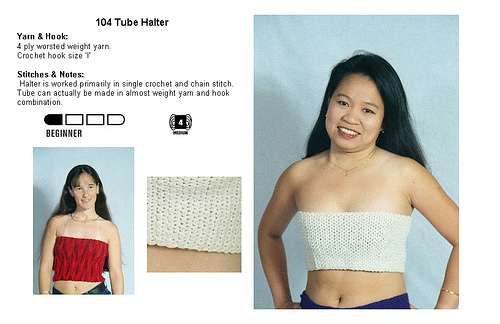 104 Tube Halter
Yarn & Hook:
4 ply worsted weight yarn.
Crochet hook size 'I'
Stitches & Notes:
Halter is worked primarily in single crochet and chain stitch.
Tube can actually be made in almost weight yarn and hook
combination.
4
BEGINNER
MEDIUM